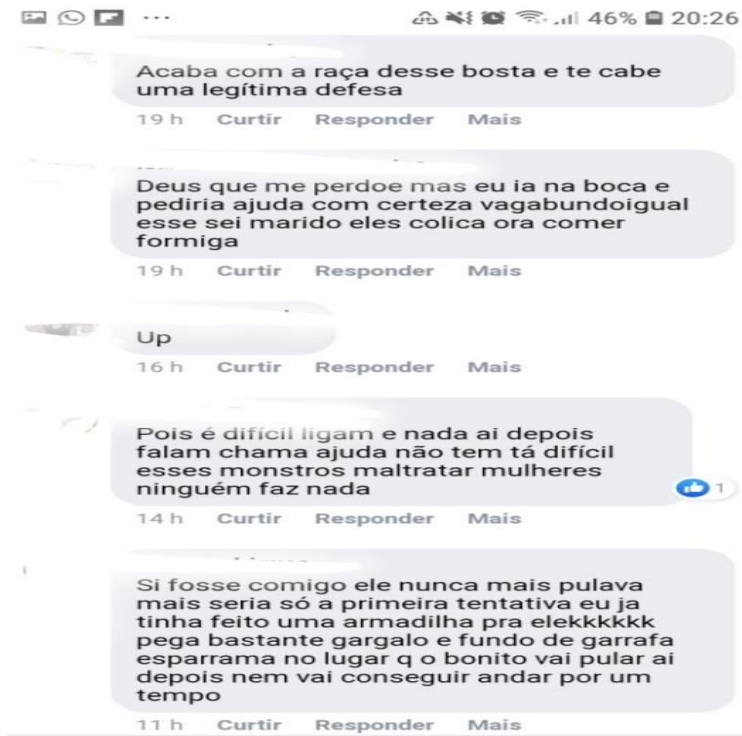 46% 20:26
Acaba com a raça desse bosta e te cabe
uma legítima defesa
19 h Curtir Responder Mais
Deus que me perdoe mas eu ia na boca e
pediria ajuda com certeza vagabundoigual
esse sei marido eles colica ora comer
formiga
19 h Curtir Responder Mais
Up
16 h Curtir Responder Mais
Pois é difícil ligam e nada ai depois
falam chama ajuda não tem tá difícil
esses monstros maltratar mulheres
ninguém faz nada
1
14 h Curtir Responder Mais
Si fosse comigo ele nunca mais pulava
mais seria só a primeira tentativa eu ja
tinha feito uma armadilha pra elekkkkkk
pega bastante gargalo e fundo de garrafa
esparrama no lugar q o bonito vai pular ai
depois nem vai conseguir andar por um
tempo
11 h Curtir Responder Mais